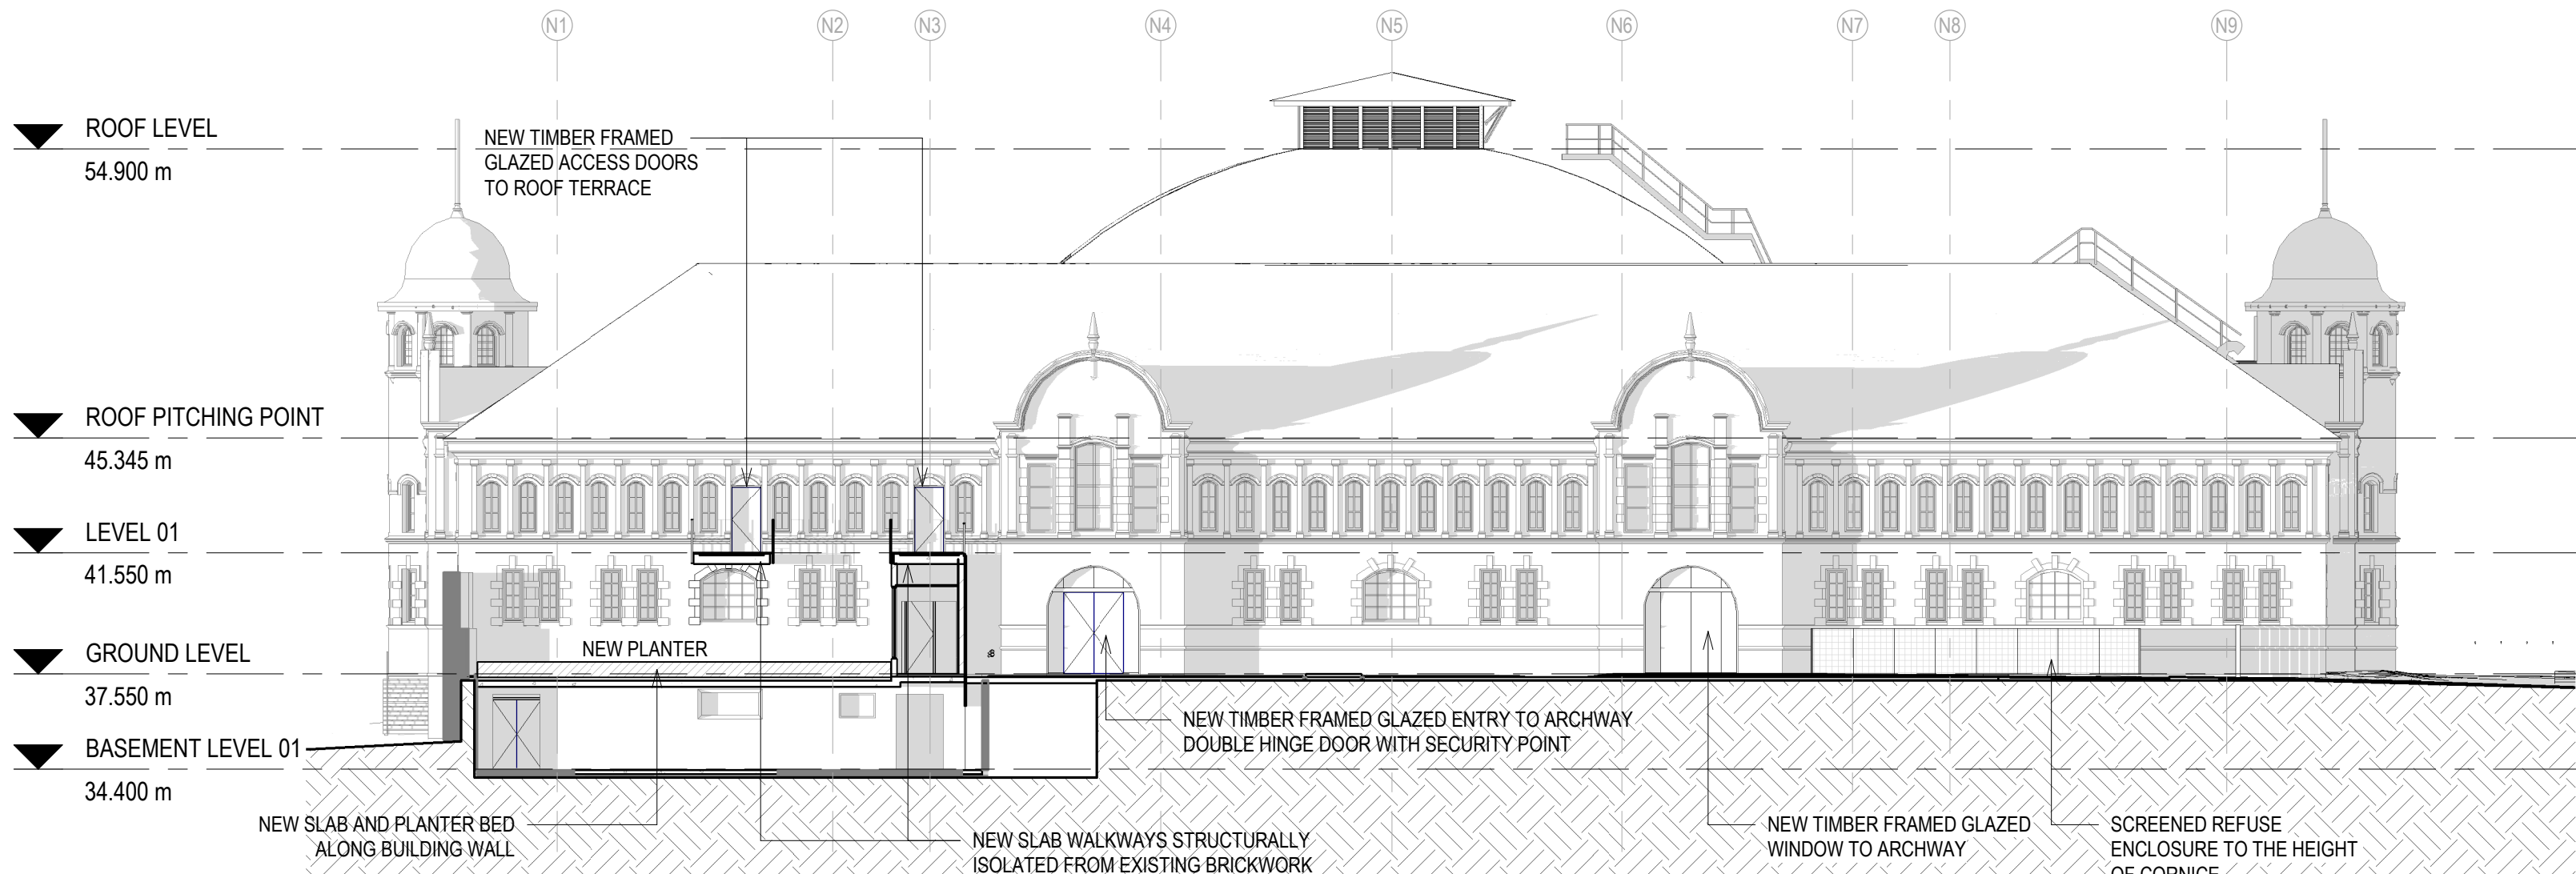 N1
N2
N3
N4
N5
N6
N7
N8
N9
ROOF LEVEL
54.900 m
NEW TIMBER FRAMED
GLAZED ACCESS DOORS
TO ROOF TERRACE
ROOF PITCHING POINT
45.345 m
LEVEL 01
41.550 m
GROUND LEVEL
37.550 m
NEW PLANTER
BASEMENT LEVEL 01
34.400 m
NEW TIMBER FRAMED GLAZED ENTRY TO ARCHWAY
DOUBLE HINGE DOOR WITH SECURITY POINT
NEW SLAB AND PLANTER BED
ALONG BUILDING WALL
NEW SLAB WALKWAYS STRUCTURALLY
ISOLATED FROM EXISTING BRICKWORK
NEW TIMBER FRAMED GLAZED
WINDOW TO ARCHWAY
SCREENED REFUSE
ENCLOSURE TO THE HEIGHT
OF CORNICE